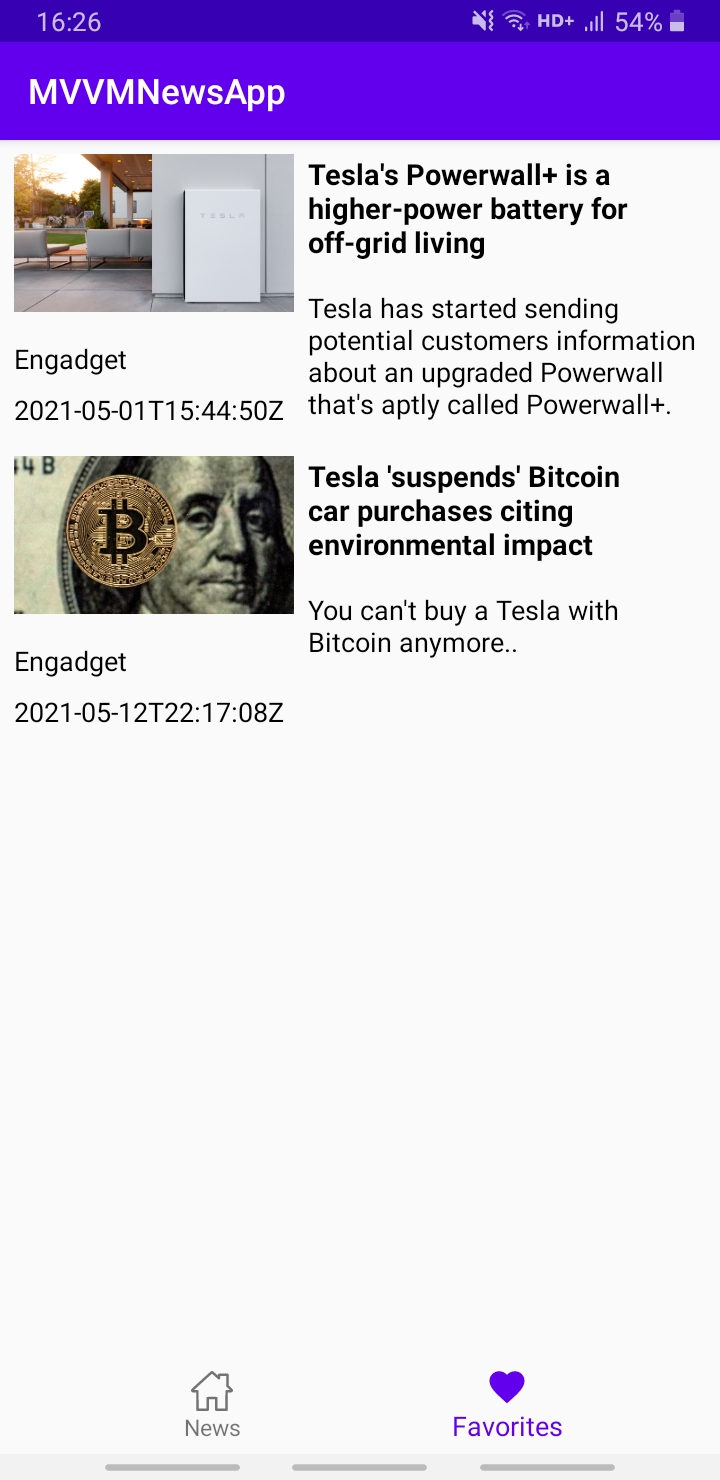 16:26
HD+ 54%
MVVMNewsApp
TESLA
Tesla's Powerwall+ is a
higher-power battery for
off-grid living
Tesla has started sending
potential customers information
about an upgraded Powerwall
that's aptly called Powerwall+.
Engadget
2021-05-01T15:44:50Z
44B
Tesla 'suspends' Bitcoin
car purchases citing
environmental impact
You can't buy a Tesla with
Bitcoin anymore..
Engadget
2021-05-12T22:17:08Z
News
Favorites